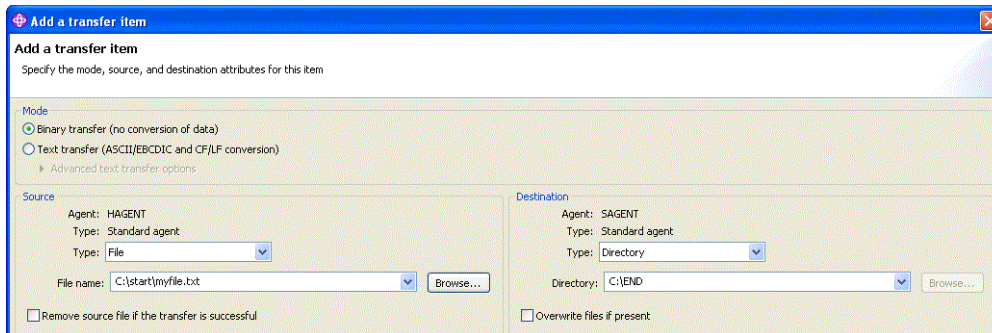 Add a transfer item
Add a transfer item
Specify the mode, source, and destination attributes for this item
Mode
Binary transfer (no conversion of data)
Text transfer (ASCII/EBCDIC and CF/LF conversion)
Advanced text transfer options
Source
Agent: HAGENT
Type: Standard agent
Type: File
File name: C:\start\myfile.txt Browse...
Remove source file if the transfer is successful
Destination
Agent: SAGENT
Type: Standard agent
Type: Directory
Directory: C:\END Browse...
Overwrite files if present